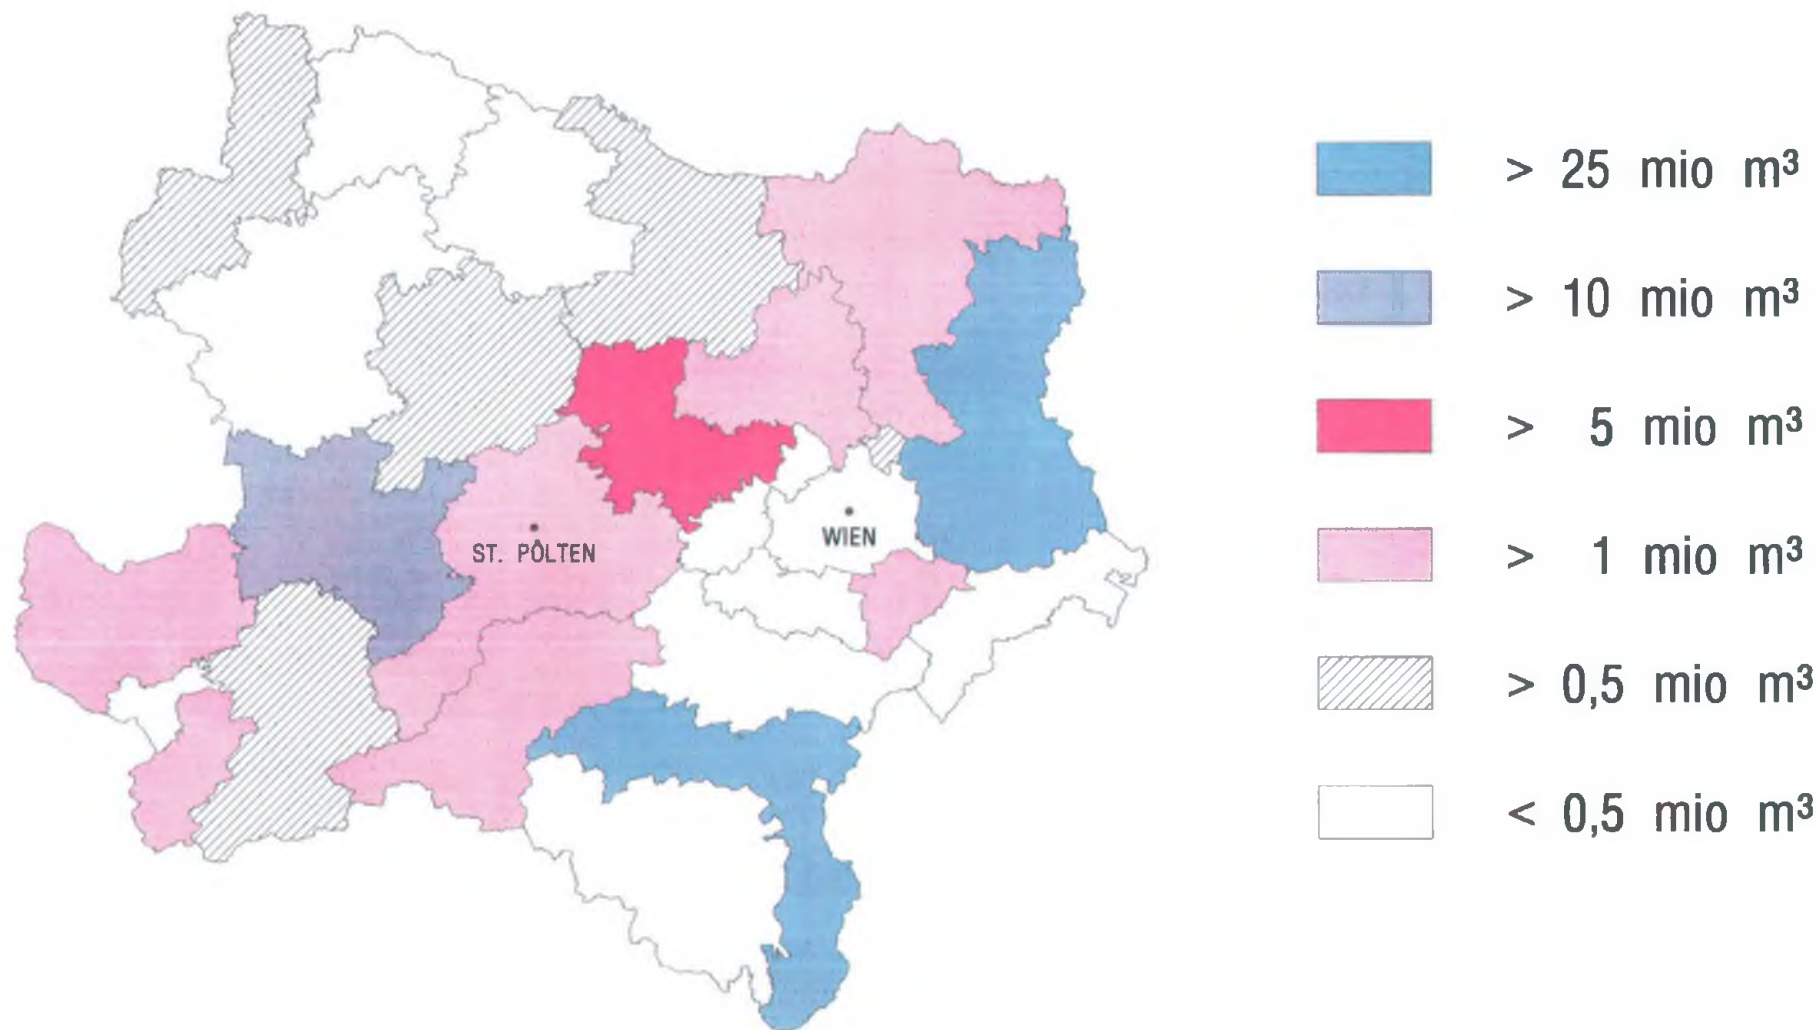 > 25 mio m³
> 10 mio m³
> 5 mio m³
WIEN
ST. PÖLTEN
> 1 mio m³
> 0,5 mio m³
< 0,5 mio m³